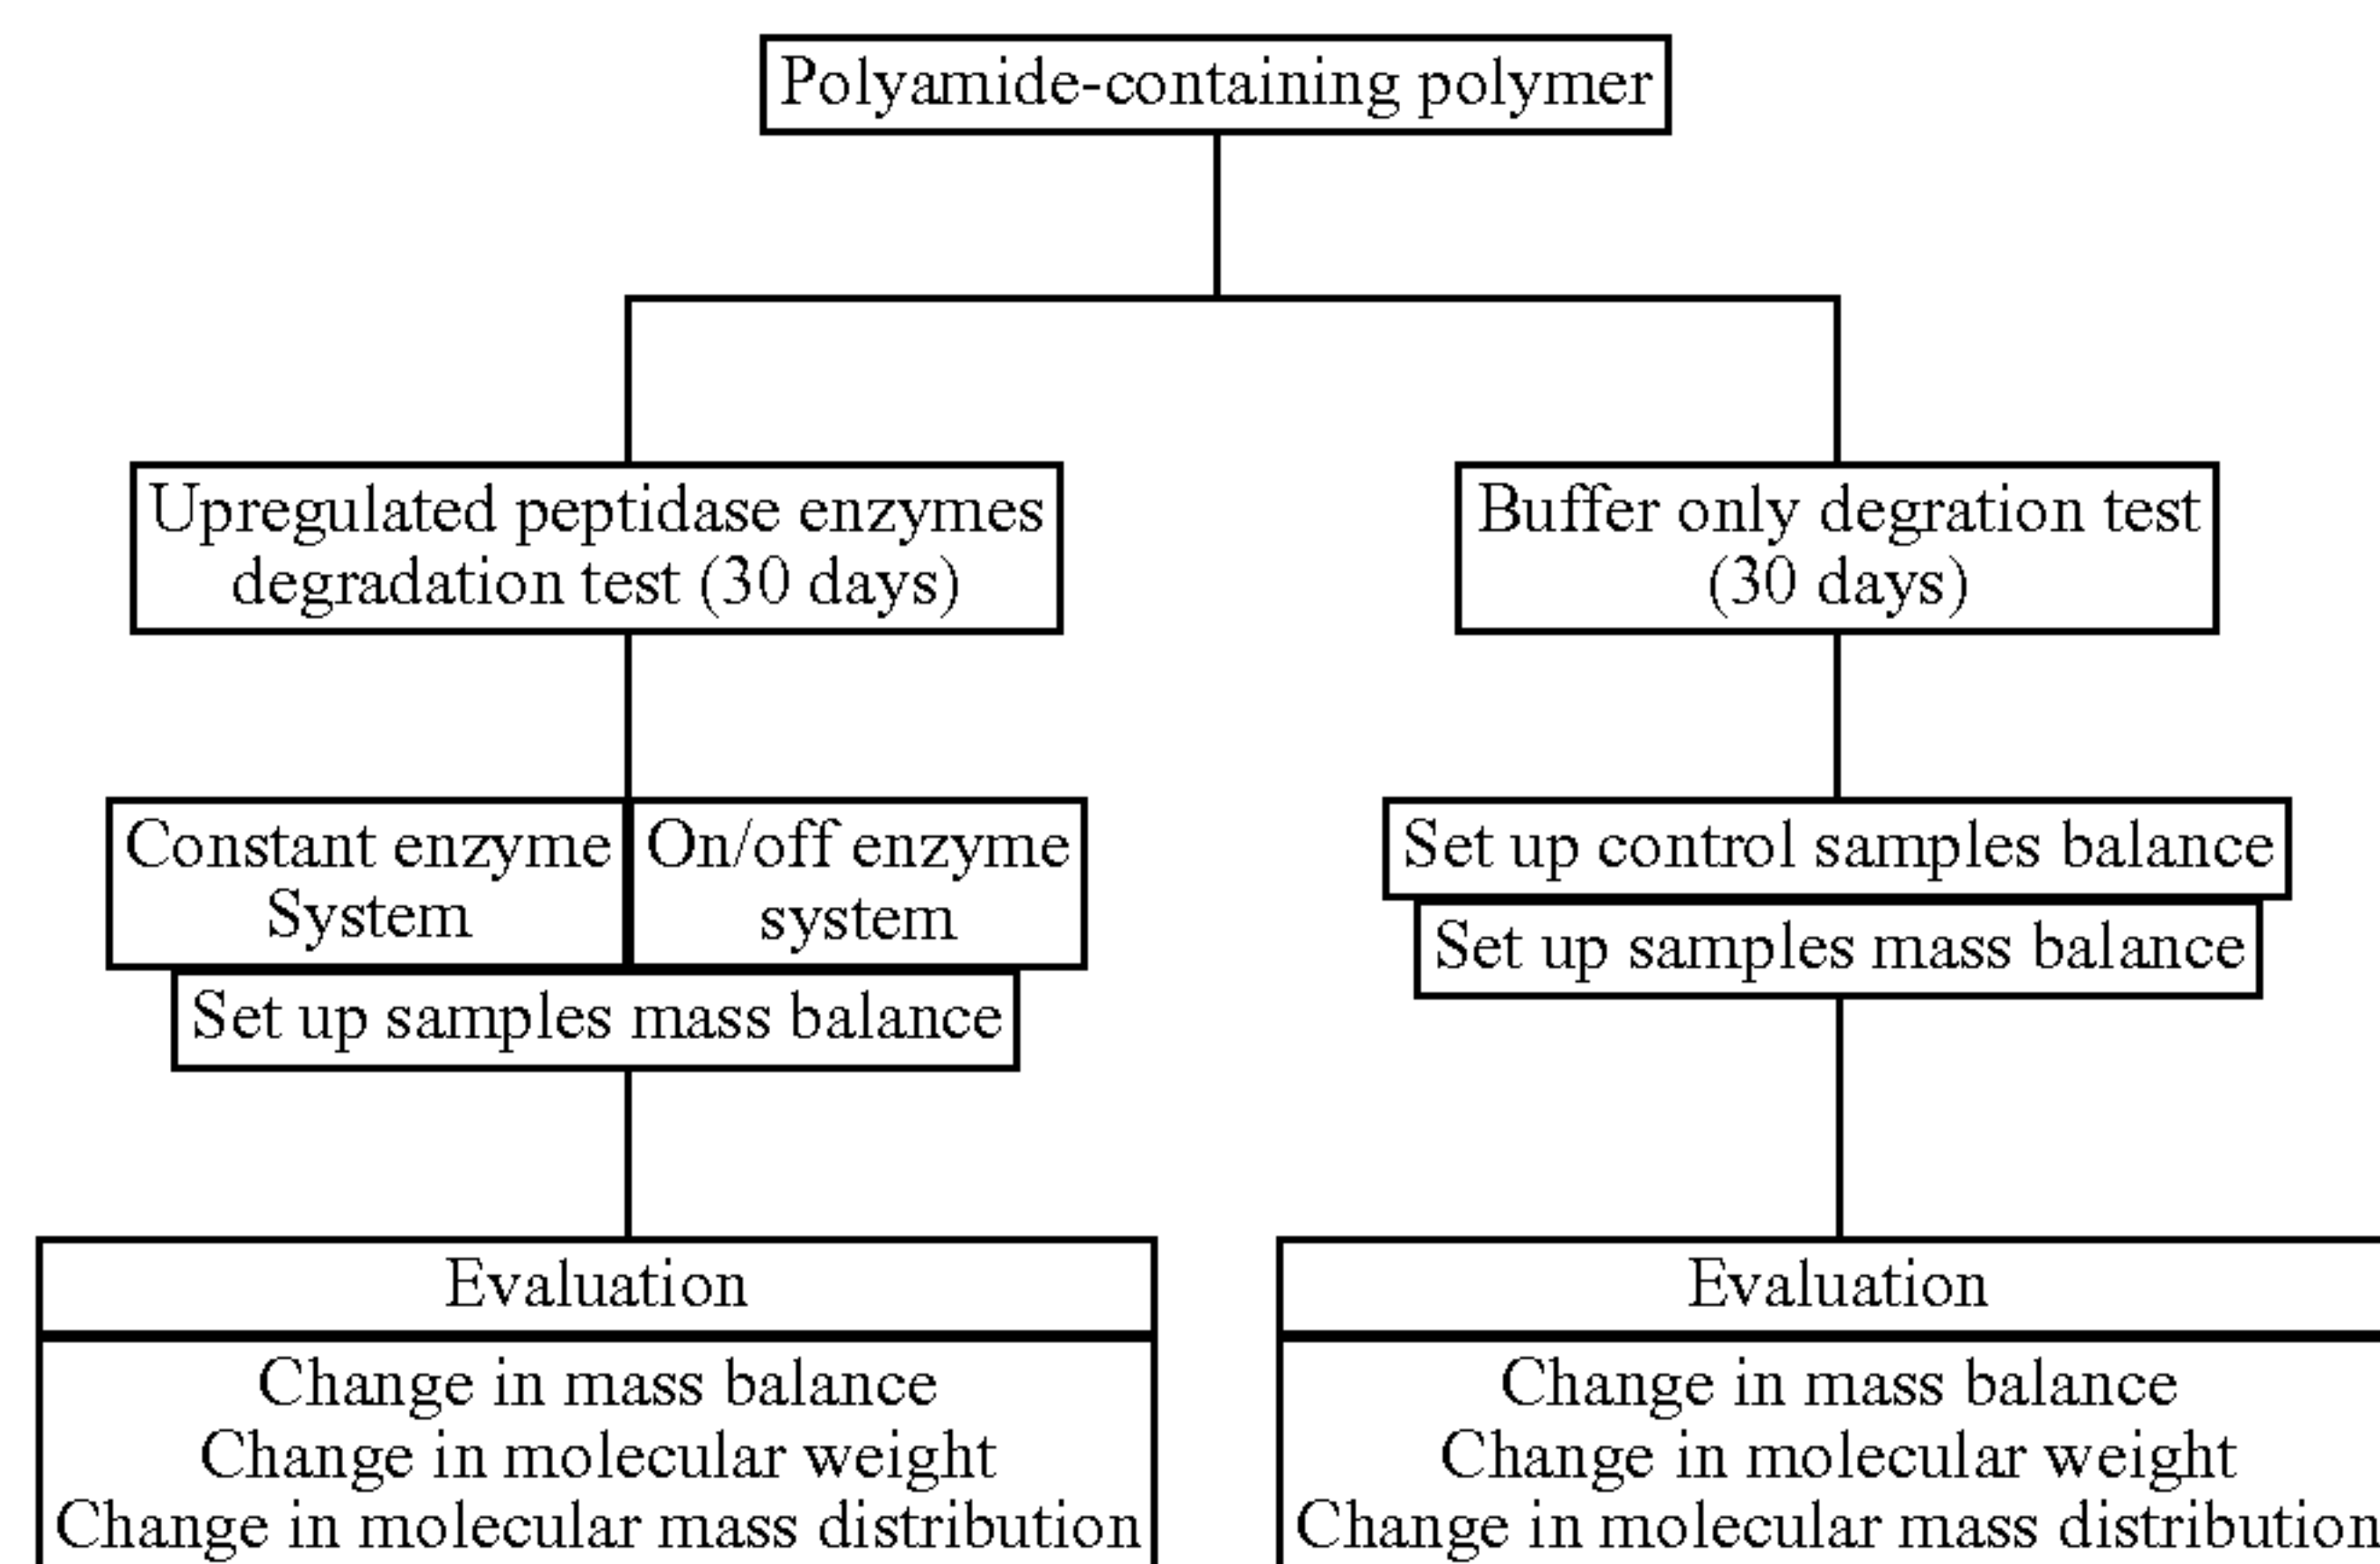 Polyamide-containing polymer
Upregulated peptidase enzymes
degradation test (30 days)
Buffer only degration test
(30 days)
Constant enzyme
System
On/off enzyme
system
Set up samples mass balance
Set up control samples balance
Set up samples mass balance
Evaluation
Change in mass balance
Change in molecular weight
Change in molecular mass distribution
Evaluation
Change in mass balance
Change in molecular weight
Change in molecular mass distribution